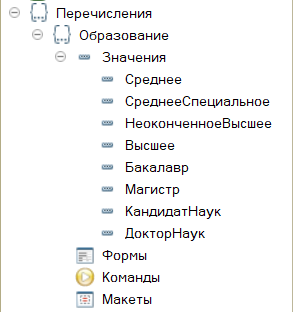 Перечисления
Образование
Значения
Среднее
СреднееСпециальное
НеоконченноеВысшее
Высшее
Бакалавр
Магистр
КандидатНаук
ДокторНаук
Формы
Команды
Макеты